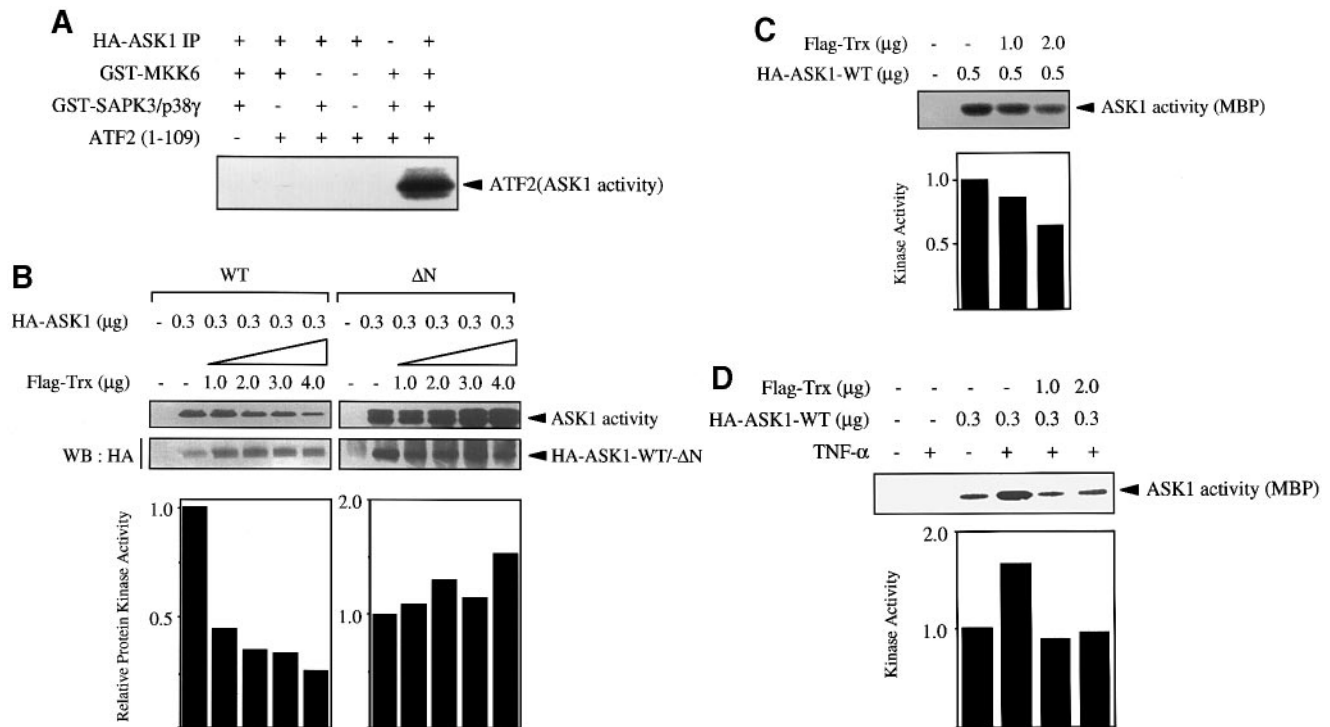 A
HA-ASK1 IP + + + + - +
GST-MKK6 + + - - + +
GST-SAPK3/p38γ + - + - + +
ATF2 (1-109) - + + + + +
ATF2(ASK1 activity)
B
WT ΔN
HA-ASK1 (μg) - 0.3 0.3 0.3 0.3 0.3 - 0.3 0.3 0.3 0.3 0.3
Flag-Trx (μg) - - 1.0 2.0 3.0 4.0 - - 1.0 2.0 3.0 4.0
ASK1 activity
WB : HA
HA-ASK1-WT/-ΔN
Relative Protein Kinase Activity
1.0
0.5
2.0
1.0
C
Flag-Trx (μg) - - 1.0 2.0
HA-ASK1-WT (μg) - 0.5 0.5 0.5
ASK1 activity (MBP)
Kinase Activity
1.0
0.5
D
Flag-Trx (μg) - - - - 1.0 2.0
HA-ASK1-WT (μg) - - 0.3 0.3 0.3 0.3
TNF-α - + - + + +
ASK1 activity (MBP)
Kinase Activity
2.0
1.0